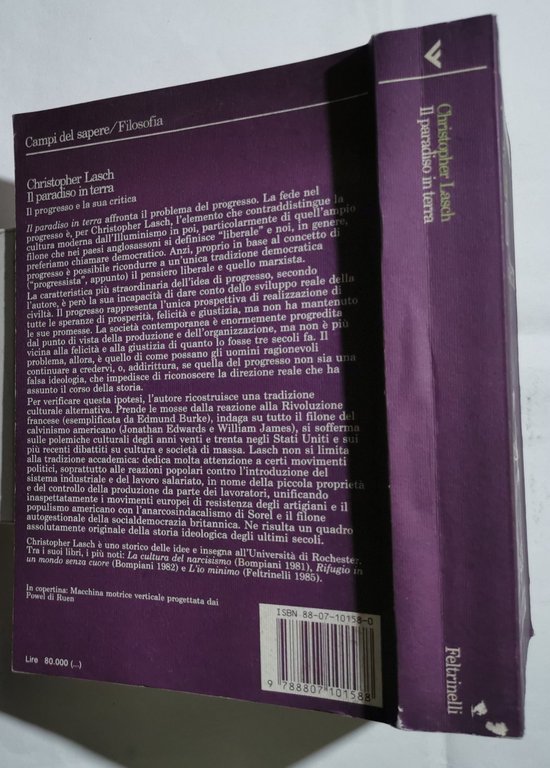 Campi del sapere/Filosofia
Christopher Lasch
Il paradiso in terra
Il progresso e la sua critica
Il paradiso in terra affronta il problema del progresso. La fede nel
progresso è, per Christopher Lasch, l'elemento che contraddistingue la
cultura moderna dall'Illuminismo in poi, particolarmente di quell'ampio
filone che nei paesi anglosassoni si definisce "liberale" e noi, in genere,
preferiamo chiamare democratico. Anzi, proprio in base al concetto di
progresso è possibile ricondurre a un'unica tradizione democratica
("progressista", appunto) il pensiero liberale e quello marxista.
La caratteristica più straordinaria dell'idea di progresso, secondo
l'autore, è però la sua incapacità di dare conto dello sviluppo reale della
civiltà. Il progresso rappresenta l'unica prospettiva di realizzazione di
tutte le speranze di prosperità, felicità e giustizia, ma non ha mantenuto
le sue promesse. La società contemporanea è enormemente progredita
dal punto di vista della produzione e dell'organizzazione, ma non è più
vicina alla felicità e alla giustizia di quanto lo fosse tre secoli fa. Il
problema, allora, è quello di come possano gli uomini ragionevoli
continuare a credervi, o, addirittura, se quella del progresso non sia una
falsa ideologia, che impedisce di riconoscere la direzione reale che ha
assunto il corso della storia.
Per verificare questa ipotesi, l'autore ricostruisce una tradizione
culturale alternativa. Prende le mosse dalla reazione alla Rivoluzione
francese (esemplificata da Edmund Burke), indaga su tutto il filone del
calvinismo americano (Jonathan Edwards e William James), si sofferma
sulle polemiche culturali degli anni venti e trenta negli Stati Uniti e sui
più recenti dibattiti su cultura e società di massa. Lasch non si limita
alla tradizione accademica: dedica molta attenzione a certi movimenti
politici, soprattutto alle reazioni popolari contro l'introduzione del
sistema industriale e del lavoro salariato, in nome della piccola proprietà
e del controllo della produzione da parte dei lavoratori, unificando
inaspettatamente i movimenti europei di resistenza degli artigiani e il
populismo americano con l'anarcosindacalismo di Sorel e il filone
autogestionale della socialdemocrazia britannica. Ne risulta un quadro
assolutamente originale della storia ideologica degli ultimi secoli.
Christopher Lasch è uno storico delle idee e insegna all'Università di Rochester.
Tra i suoi libri, i più noti: La cultura del narcisismo (Bompiani 1981), Rifugio in
un mondo senza cuore (Bompiani 1982) e L'io minimo (Feltrinelli 1985).
In copertina: Macchina motrice verticale progettata dai
Powel di Ruen
Lire 80.000 (...)
ISBN 88-07-10158-0
9 788807 101588
Christopher Lasch
Il paradiso in terra
Feltrinelli